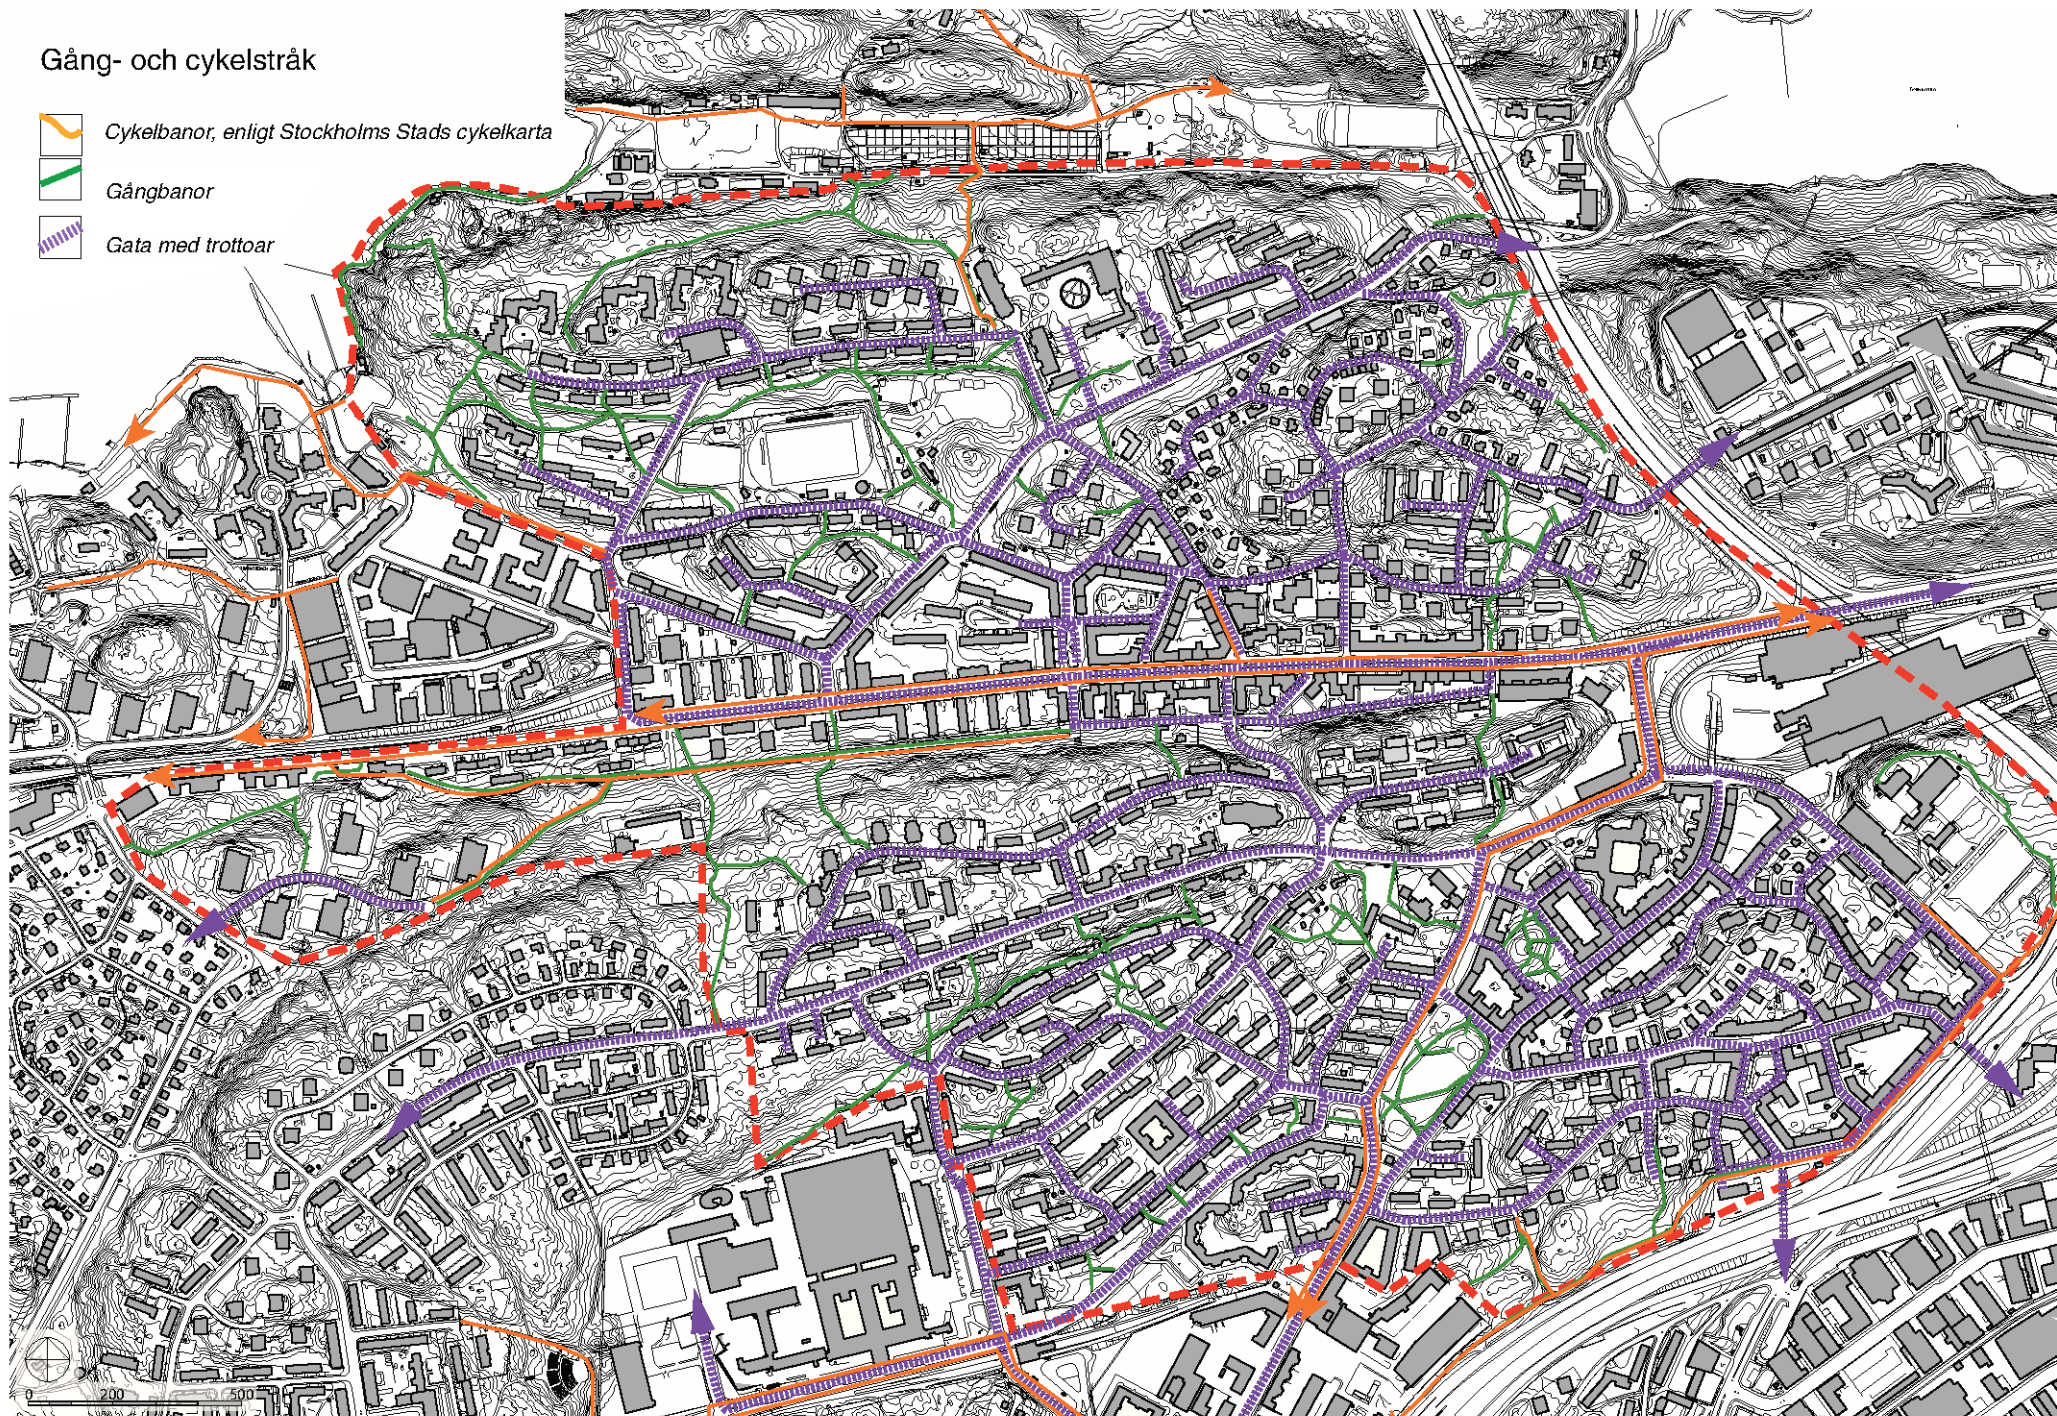 Gång- och cykelstråk
Cykelbanor, enligt Stockholms Stads cykelkarta
Gångbanor
Gata med trottoar
0 200 500